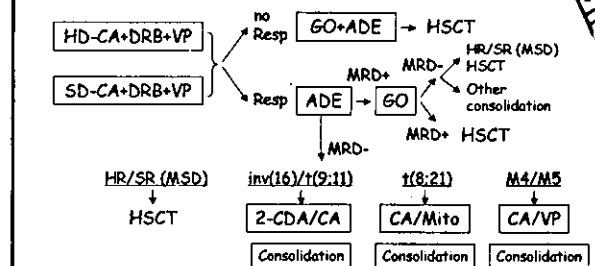 no
HD-CA+DRB+VP Resp GO+ADE → HSCT
HR/SR (MSD)
MRD+ MRD- HSCT
SD-CA+DRB+VP Resp ADE → GO Other
consolidation
MRD+ HSCT
MRD-
HR/SR (MSD) inv(16)/t(9;11) t(8;21) M4/M5
HSCT 2-CDA/CA CA/Mito CA/VP
Consolidation Consolidation Consolidation